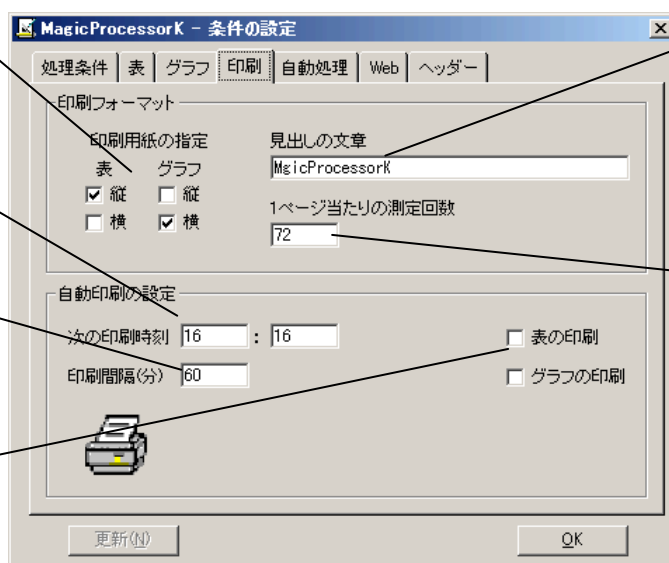 MagicProcessorK - 条件の設定
処理条件 表 グラフ 印刷 自動処理 Web ヘッダー
印刷フォーマット
印刷用紙の指定
表 グラフ
縦 縦
横 横
見出しの文章
MgicProcessorK
1ページ当たりの測定回数
72
自動印刷の設定
次の印刷時刻 16 : 16
印刷間隔(分) 60
表の印刷
グラフの印刷
更新(N) OK